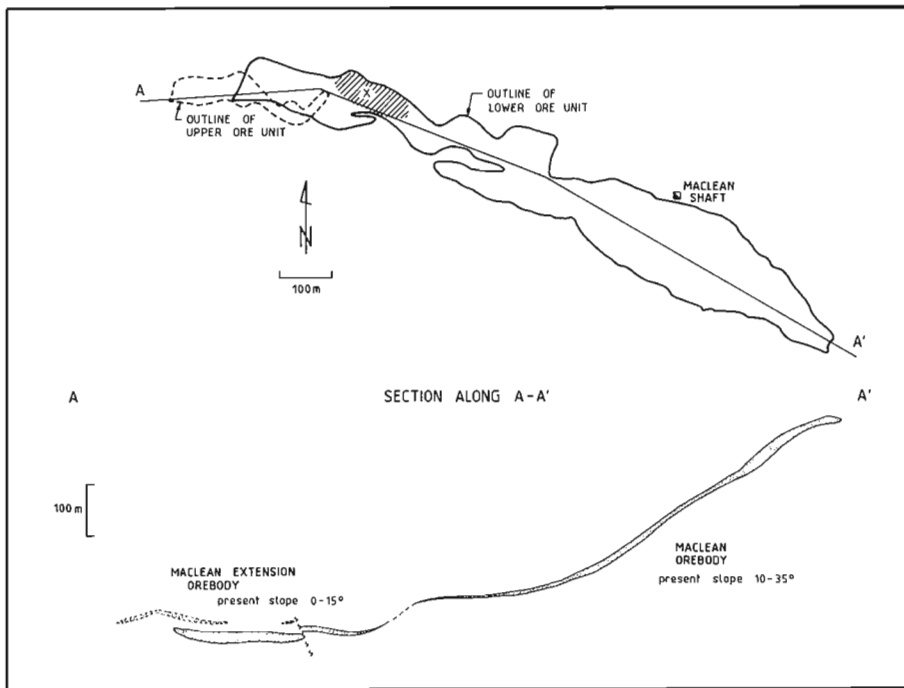 A
X
OUTLINE OF
LOWER ORE UNIT
OUTLINE OF
UPPER ORE UNIT
MACLEAN
SHAFT
N
100m
A'
A
SECTION ALONG A-A'
A'
100m
MACLEAN EXTENSION
OREBODY
present slope 0-15°
MACLEAN
OREBODY
present slope 10-35°